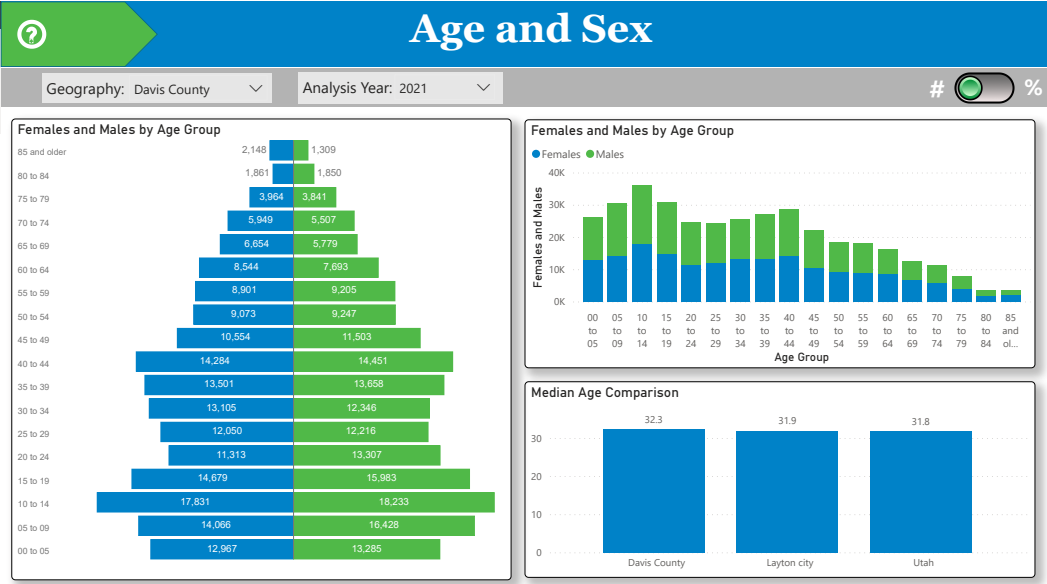 Age and Sex
Geography: Davis County
Analysis Year: 2021
# %
Females and Males by Age Group
85 and older 2,148 1,309
80 to 84 1,861 1,850
75 to 79 3,964 3,841
70 to 74 5,949 5,507
65 to 69 6,654 5,779
60 to 64 8,544 7,693
55 to 59 8,901 9,205
50 to 54 9,073 9,247
45 to 49 10,554 11,503
40 to 44 14,284 14,451
35 to 39 13,501 13,658
30 to 34 13,105 12,346
25 to 29 12,050 12,216
20 to 24 11,313 13,307
15 to 19 14,679 15,983
10 to 14 17,831 18,233
05 to 09 14,066 16,428
00 to 05 12,967 13,285
Females and Males by Age Group
Females Males
Females and Males
40K
30K
20K
10K
0K
00 05 10 15 20 25 30 35 40 45 50 55 60 65 70 75 80 85
to to to to to to to to to to to to to to to to to and
05 09 14 19 24 29 34 39 44 49 54 59 64 69 74 79 84 ol...
Age Group
Median Age Comparison
32.3 31.9 31.8
30
20
10
0
Davis County Layton city Utah